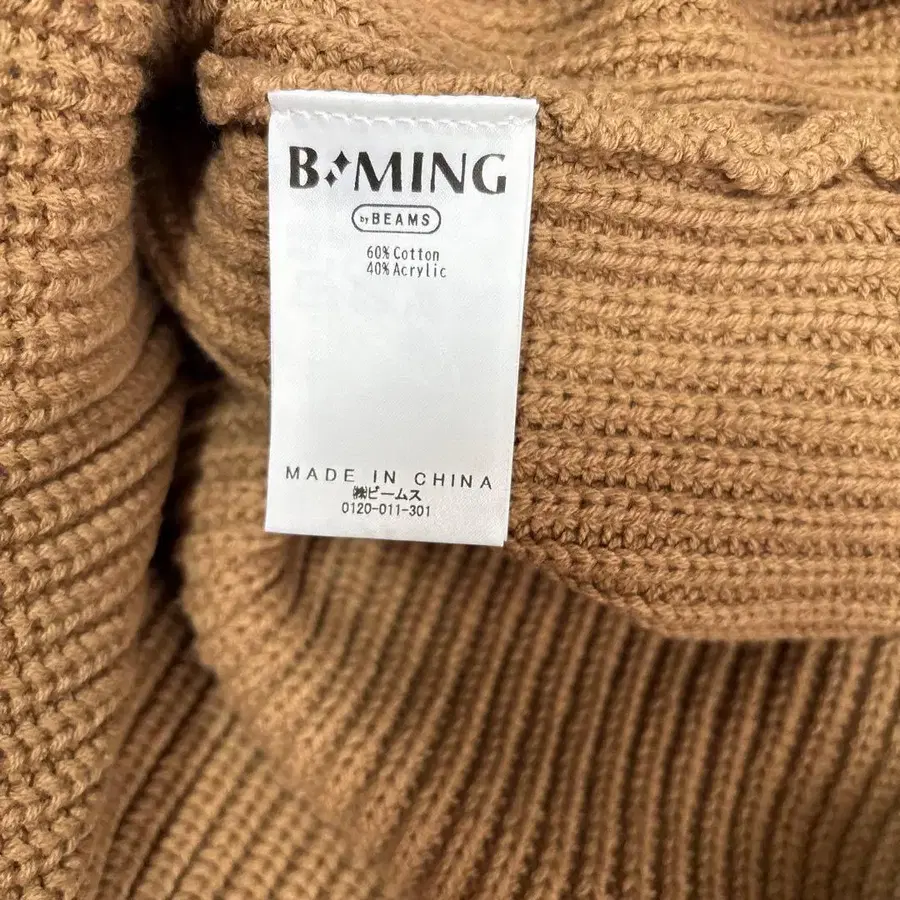 B:MING
by BEAMS
60% Cotton
40% Acrylic
MADE IN CHINA
㈱ビームス
0120-011-301